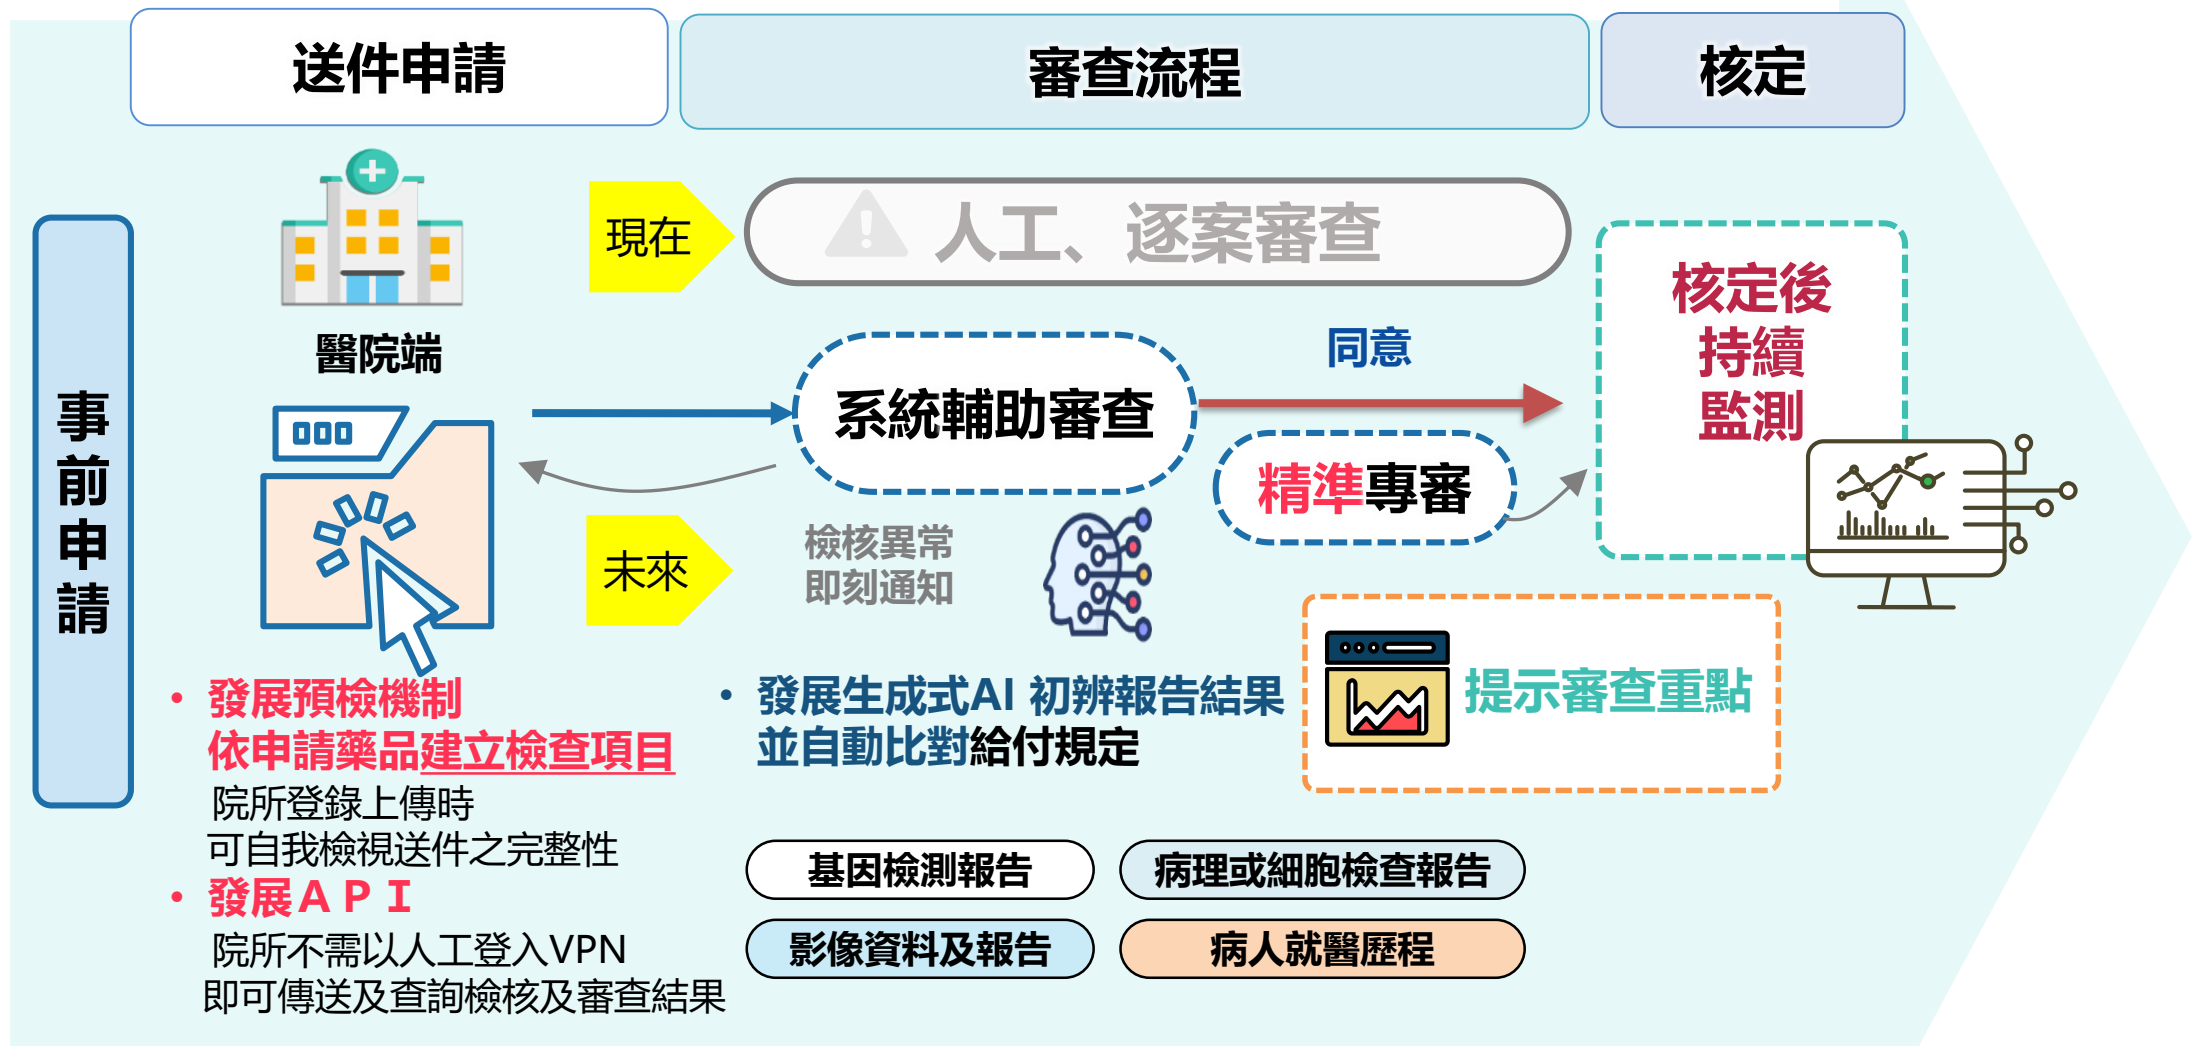 送件申請
審查流程
核定
事前申請
醫院端
現在
人工、逐案審查
系統輔助審查
同意
精準專審
核定後
持續
監測
未來
檢核異常
即刻通知
• 發展預檢機制
依申請藥品建立檢查項目
院所登錄上傳時
可自我檢視送件之完整性
• 發展ＡＰＩ
院所不需以人工登入VPN
即可傳送及查詢檢核及審查結果
• 發展生成式AI 初辨報告結果
並自動比對給付規定
提示審查重點
基因檢測報告
病理或細胞檢查報告
影像資料及報告
病人就醫歷程